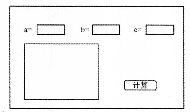 a= b= c=
计算